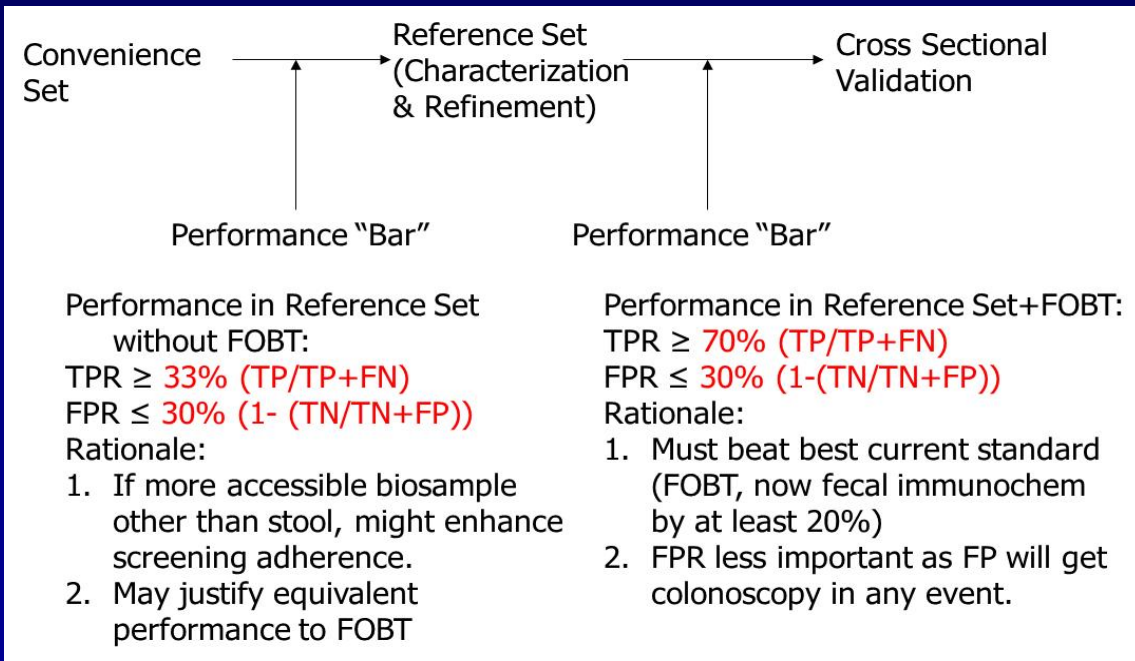 Convenience
Set
Reference Set
(Characterization
& Refinement)
Cross Sectional
Validation
Performance “Bar”
Performance “Bar”
Performance in Reference Set
without FOBT:
TPR ≥ 33% (TP/TP+FN)
FPR ≤ 30% (1- (TN/TN+FP))
Rationale:
1. If more accessible biosample
other than stool, might enhance
screening adherence.
2. May justify equivalent
performance to FOBT
Performance in Reference Set+FOBT:
TPR ≥ 70% (TP/TP+FN)
FPR ≤ 30% (1-(TN/TN+FP))
Rationale:
1. Must beat best current standard
(FOBT, now fecal immunochem
by at least 20%)
2. FPR less important as FP will get
colonoscopy in any event.